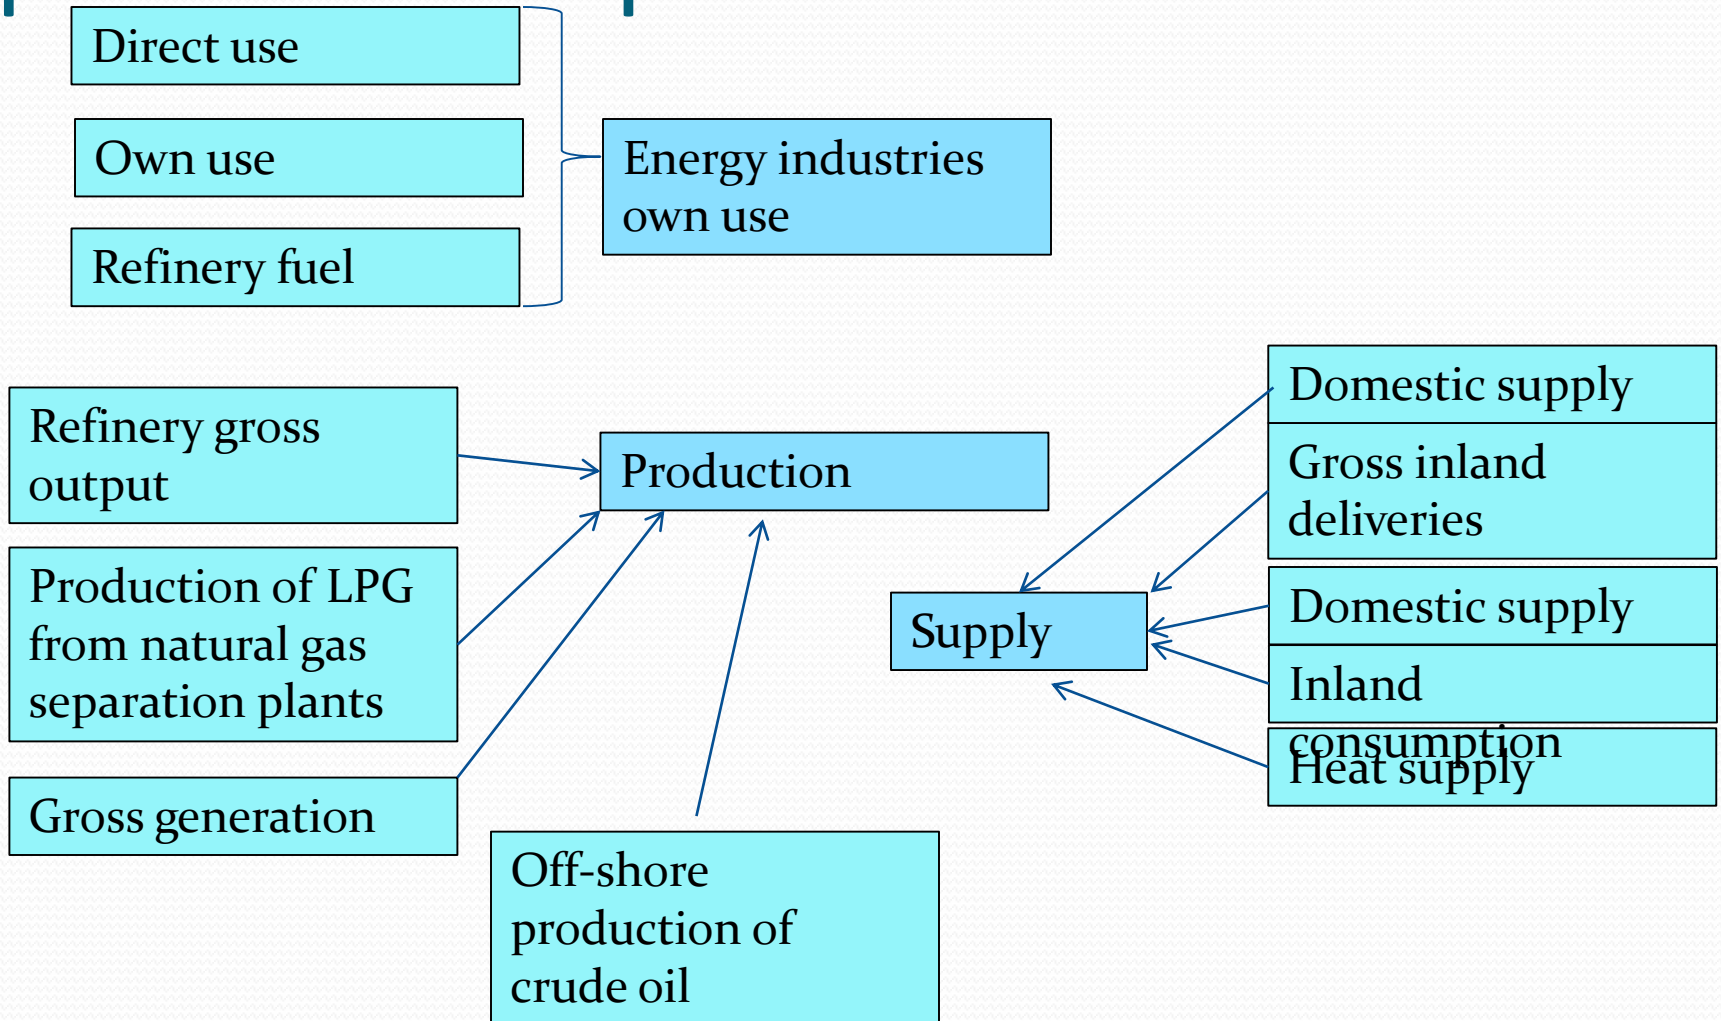 Direct use
Own use
Energy industries
own use
Refinery fuel
Refinery gross
output
Production
Production of LPG
from natural gas
separation plants
Gross generation
Off-shore
production of
crude oil
Supply
Domestic supply
Gross inland
deliveries
Domestic supply
Inland
consumption
Heat supply